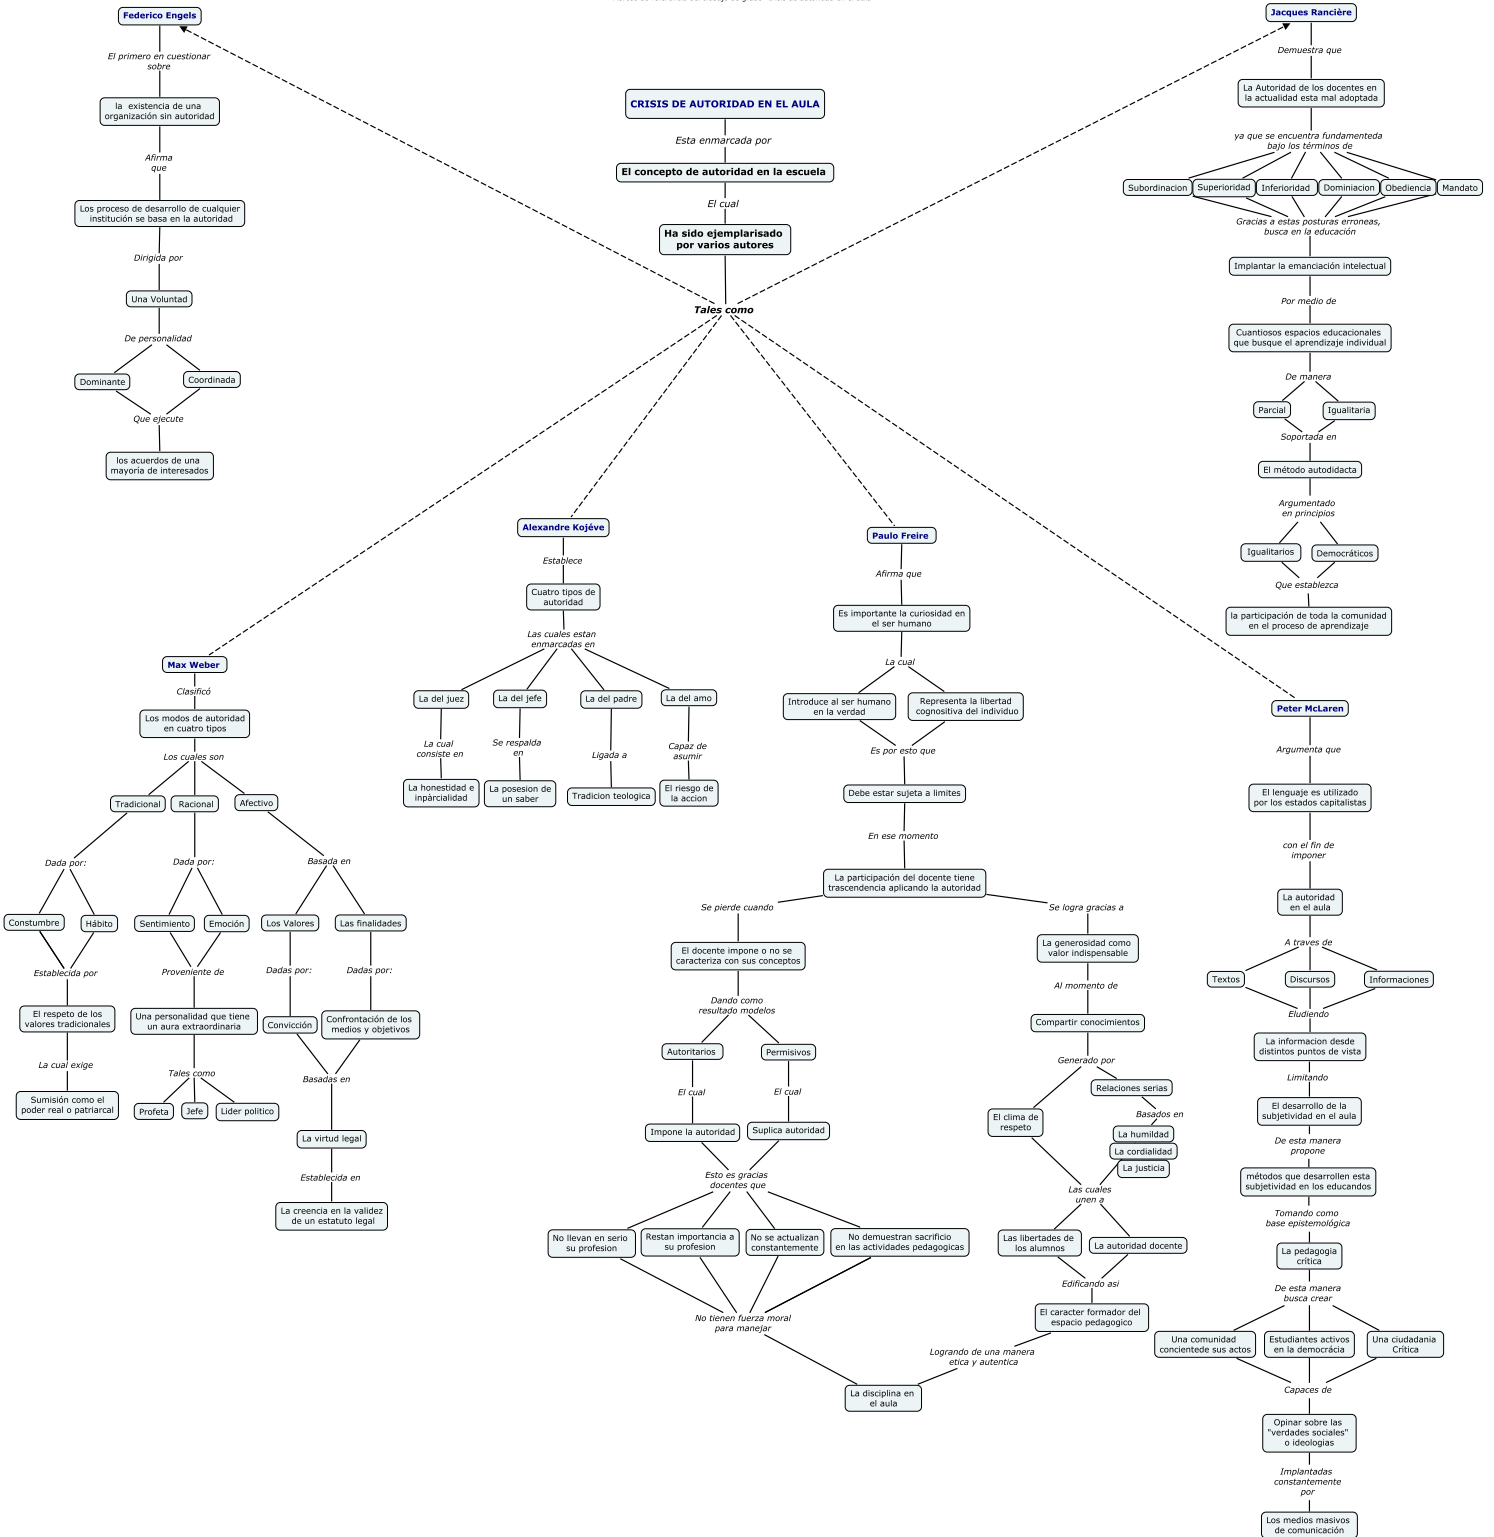 CRISIS DE AUTORIDAD EN EL AULA
Esta enmarcada por
El concepto de autoridad en la escuela
El cual
Ha sido ejemplarisado
por varios autores
Tales como
Federico Engels
El primero en cuestionar
sobre
la existencia de una
organización sin autoridad
Afirma
que
Los proceso de desarrollo de cualquier
institución se basa en la autoridad
Dirigida por
Una Voluntad
De personalidad
Dominante
Coordinada
Que ejecute
los acuerdos de una
mayoría de interesados
Max Weber
Clasificó
Los modos de autoridad
en cuatro tipos
Los cuales son
Tradicional
Racional
Afectivo
Dada por:
Dada por:
Basada en
Constumbre
Hábito
Sentimiento
Emoción
Los Valores
Las finalidades
Establecida por
Proveniente de
Dadas por:
Dadas por:
El respeto de los
valores tradicionales
Una personalidad que tiene
un aura extraordinaria
Convicción
Confrontación de los
medios y objetivos
La cual exige
Tales como
Basadas en
Sumisión como el
poder real o patriarcal
Profeta
Jefe
Lider politico
La virtud legal
Establecida en
La creencia en la validez
de un estatuto legal
Alexandre Kojéve
Establece
Cuatro tipos de
autoridad
Las cuales estan
enmarcadas en
La del juez
La del jefe
La del padre
La del amo
La cual
consiste en
Se respalda
en
Ligada a
Capaz de
asumir
La honestidad e
inpàrcialidad
La posesion de
un saber
Tradicion teologica
El riesgo de
la accion
Paulo Freire
Afirma que
Es importante la curiosidad en
el ser humano
La cual
Introduce al ser humano
en la verdad
Representa la libertad
cognositiva del individuo
Es por esto que
Debe estar sujeta a limites
En ese momento
La participación del docente tiene
trascendencia aplicando la autoridad
Se pierde cuando
Se logra gracias a
El docente impone o no se
caracteriza con sus conceptos
Dando como
resultado modelos
Autoritarios
Permisivos
El cual
El cual
Impone la autoridad
Suplica autoridad
Esto es gracias
docentes que
No llevan en serio
su profesion
Restan importancia a
su profesion
No se actualizan
constantemente
No demuestran sacrificio
en las actividades pedagogicas
No tienen fuerza moral
para manejar
La generosidad como
valor indispensable
Al momento de
Compartir conocimientos
Generado por
El clima de
respeto
Relaciones serias
Basados en
La humildad
La cordialidad
La justicia
Las cuales
unen a
Las libertades de
los alumnos
La autoridad docente
Edificando asi
El caracter formador del
espacio pedagogico
Logrando de una manera
etica y autentica
La disciplina en
el aula
Jacques Rancière
Demuestra que
La Autoridad de los docentes en
la actualidad esta mal adoptada
ya que se encuentra fundamenteda
bajo los términos de
Subordinacion
Superioridad
Inferioridad
Dominiacion
Obediencia
Mandato
Gracias a estas posturas erroneas,
busca en la educación
Implantar la emanciación intelectual
Por medio de
Cuantiosos espacios educacionales
que busque el aprendizaje individual
De manera
Parcial
Igualitaria
Soportada en
El método autodidacta
Argumentado
en principios
Igualitarios
Democráticos
Que establezca
la participación de toda la comunidad
en el proceso de aprendizaje
Peter McLaren
Argumenta que
El lenguaje es utilizado
por los estados capitalistas
con el fin de
imponer
La autoridad
en el aula
A traves de
Textos
Discursos
Informaciones
Eludiendo
La informacion desde
distintos puntos de vista
Limitando
El desarrollo de la
subjetividad en el aula
De esta manera
propone
métodos que desarrollen esta
subjetividad en los educandos
Tomando como
base epistemológica
La pedagogia
crítica
De esta manera
busca crear
Una comunidad
concientede sus actos
Estudiantes activos
en la democrácia
Una ciudadania
Crítica
Capaces de
Opinar sobre las
"verdades sociales"
o ideologias
Implantadas
constantemente
por
Los medios masivos
de comunicación